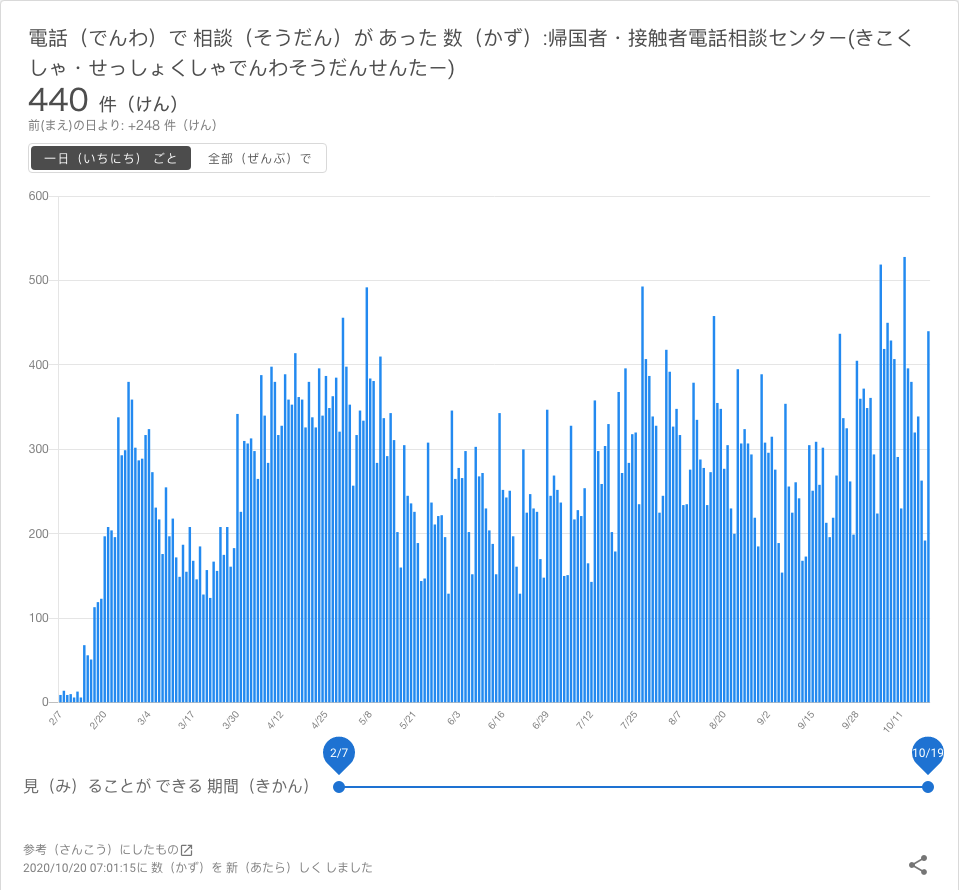 電話（でんわ）で 相談（そうだん）が あった 数（かず）:帰国者・接触者電話相談センター(きこく
しゃ・せっしょくしゃでんわそうだんせんたー)
440 件（けん）
前(まえ)の日より: +248 件（けん）
一日（いちにち） ごと 全部（ぜんぶ）で
600
500
400
300
200
100
0
2/7 2/20 3/4 3/17 3/30 4/12 4/25 5/8 5/21 6/3 6/16 6/29 7/12 7/25 8/7 8/20 9/2 9/15 9/28 10/11
2/7 10/19
見（み）ることが できる 期間（きかん）
参考（さんこう）にしたもの
2020/10/20 07:01:15に 数（かず）を 新（あたら）しく しました